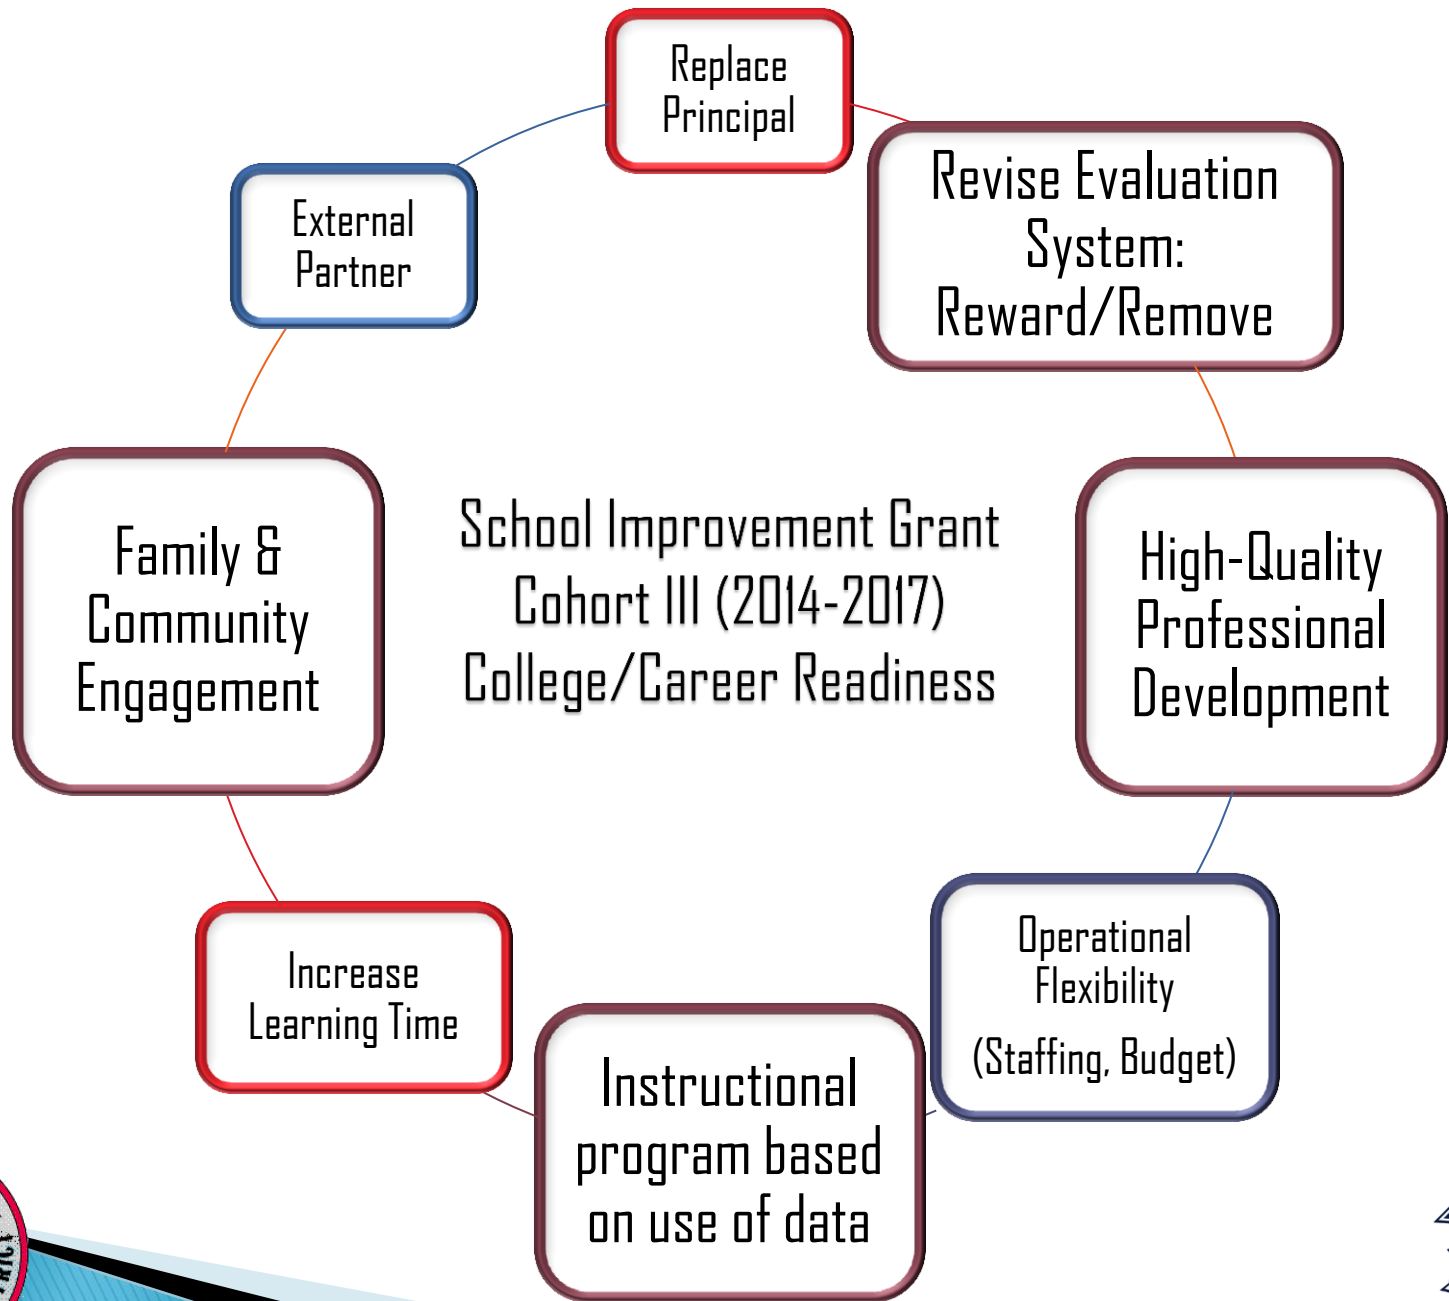 Replace
Principal
Revise Evaluation
System:
Reward/Remove
High-Quality
Professional
Development
Operational
Flexibility
(Staffing, Budget)
Instructional
program based
on use of data
Increase
Learning Time
Family &
Community
Engagement
External
Partner
School Improvement Grant
Cohort III (2014-2017)
College/Career Readiness